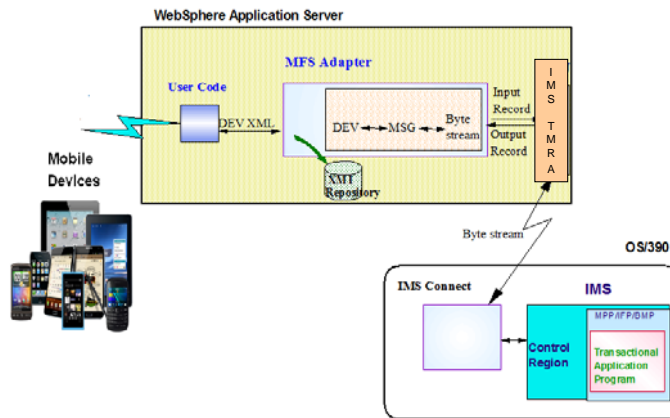 WebSphere Application Server
MFS Adapter
User Code
DEV XML
DEV
MSG
Byte
stream
Input
Record
Output
Record
I
M
S
T
M
R
A
XMI
Repository
Mobile
Devices
Byte stream
OS/390
IMS Connect
IMS
MPP/IFP/BMP
Control
Region
Transactional
Application
Program